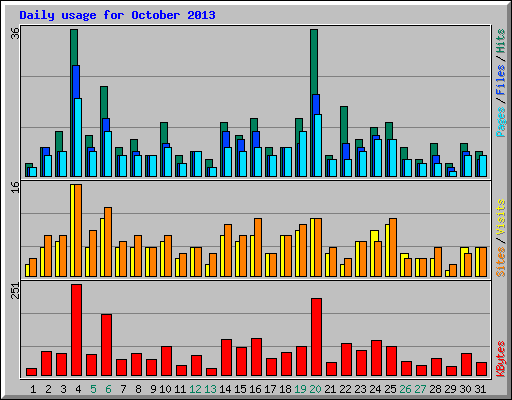 Daily usage for October 2013
36
Pages / Files / Hits
16
Sites / Visits
251
KBytes
1 2 3 4 5 6 7 8 9 10 11 12 13 14 15 16 17 18 19 20 21 22 23 24 25 26 27 28 29 30 31